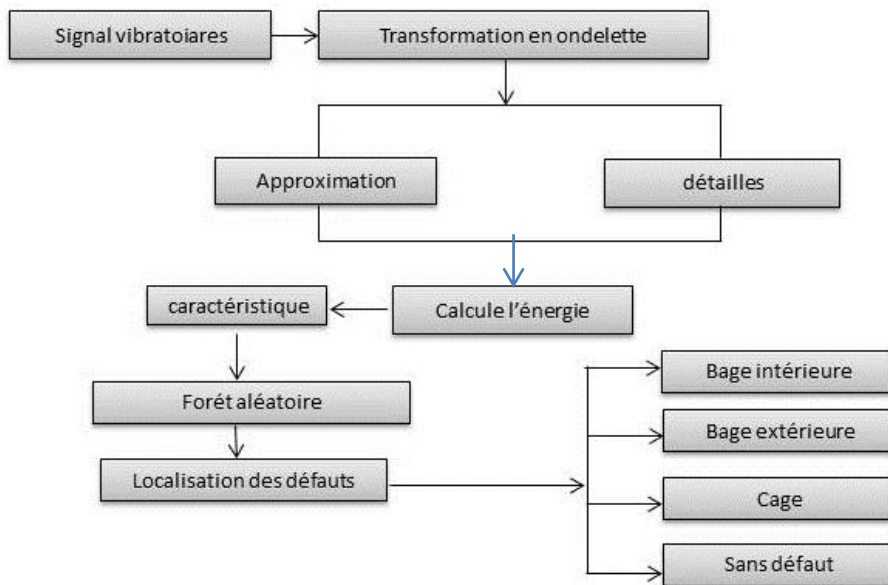 Signal vibratoiares
Transformation en ondelette
Approximation
détailles
Calcule l’énergie
caractéristique
Forét aléatoire
Localisation des défauts
Bage intérieure
Bage extérieure
Cage
Sans défaut